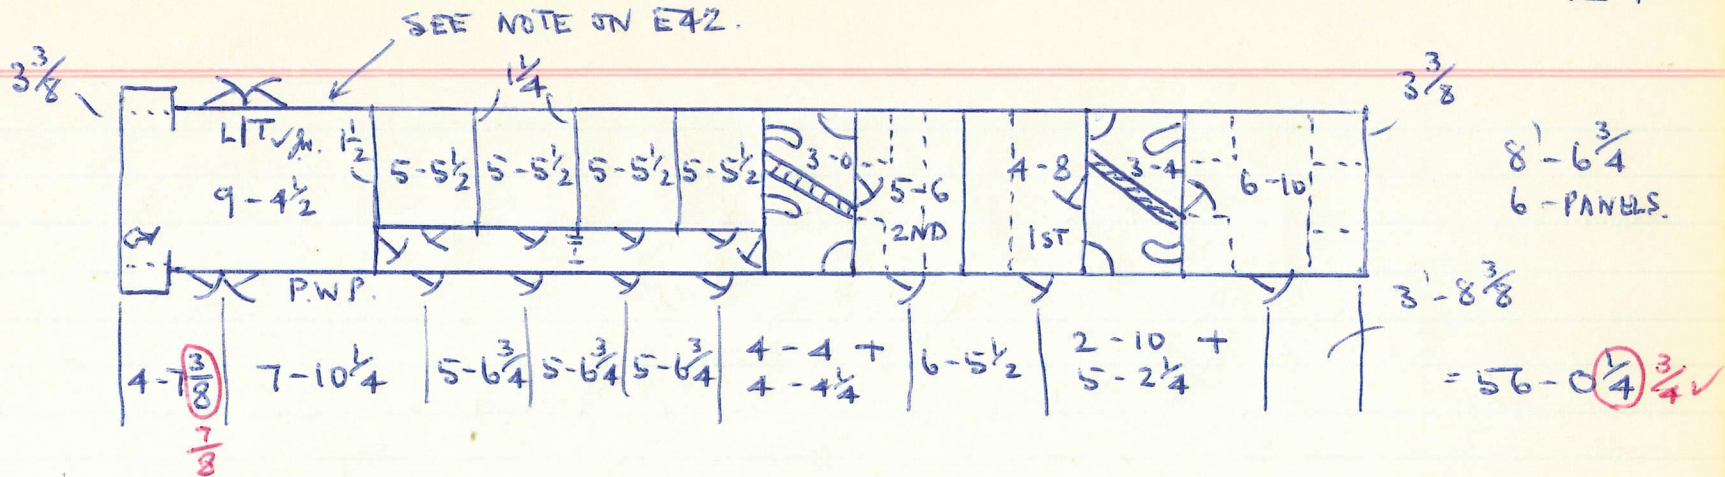 SEE NOTE ON E42.
3 3/8
1 1/4
3 3/8
1 1/2
9-4 1/2
5-5 1/2 5-5 1/2 5-5 1/2 5-5 1/2
3-0
5-6
2ND
4-8
1ST
3-4
6-10
8'-6 3/4
6-PANELS.
P.W.P.
3'-8 3/8
4-7 3/8 7-10 1/4 5-6 3/4 5-6 3/4 5-6 3/4 4-4 + 6-5 1/2 2-10 +
4-4 1/4 5-2 1/4
= 56-0 1/4 3/4 ✓
7/8